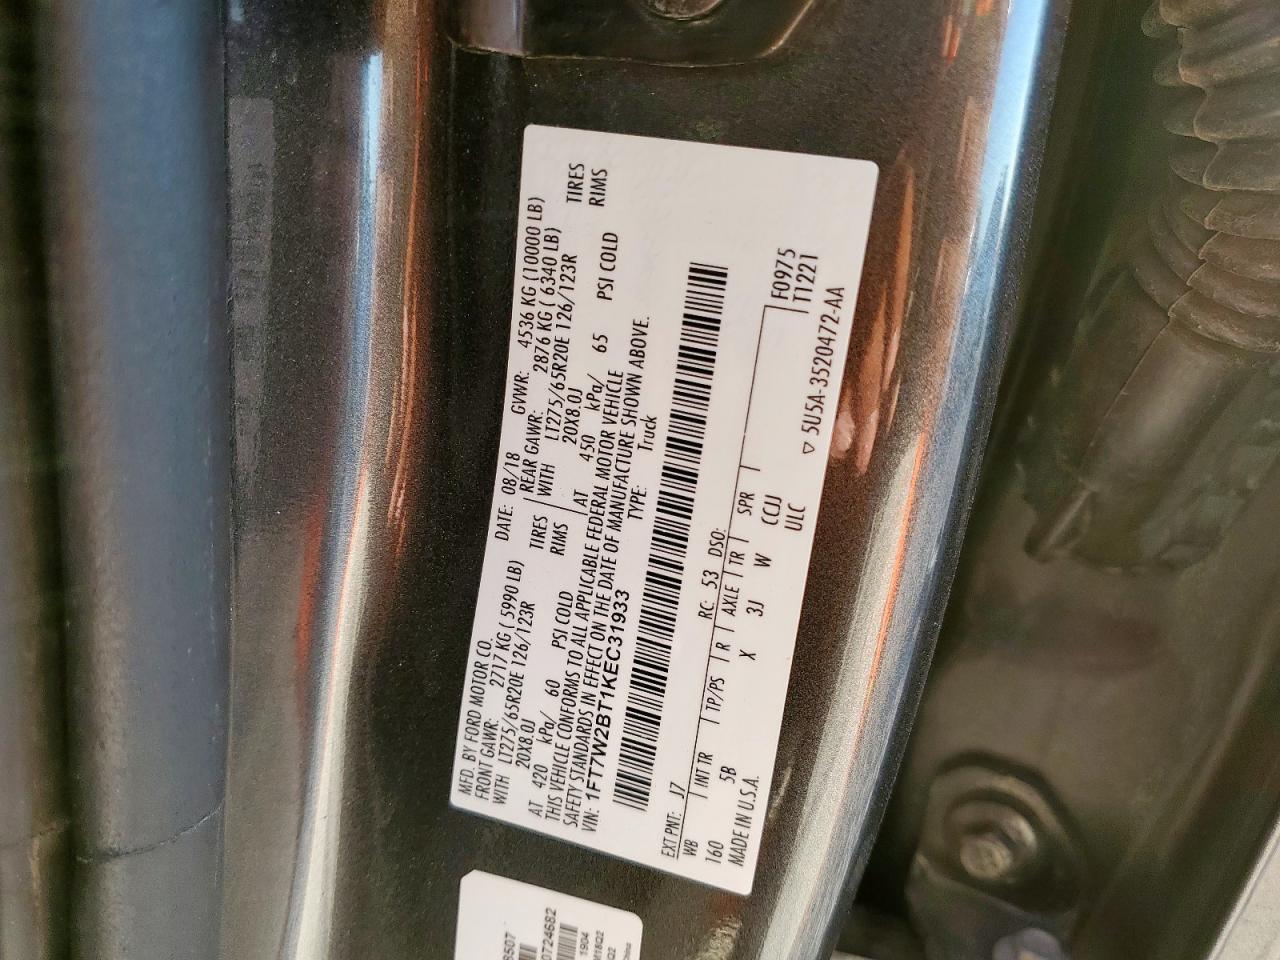 MFD. BY FORD MOTOR CO.
DATE: 08/18 GVWR: 4536 KG (10000 LB)
FRONT GAWR: 2717 KG ( 5990 LB)
REAR GAWR: 2876 KG ( 6340 LB)
WITH LT275/65R20E 126/123R TIRES
WITH LT275/65R20E 126/123R TIRES
20X8.0J RIMS
20X8.0J RIMS
AT 420 kPa/ 60 PSI COLD
AT 450 kPa/ 65 PSI COLD
THIS VEHICLE CONFORMS TO ALL APPLICABLE FEDERAL MOTOR VEHICLE
SAFETY STANDARDS IN EFFECT ON THE DATE OF MANUFACTURE SHOWN ABOVE.
VIN: 1FT7W2BT1KEC31933 TYPE: Truck
EXT PNT: J7 RC: 53 DSO:
WB INT TR TP/PS R AXLE TR SPR
F0975
T1221
160 5B X 3J W CCJJ
MADE IN U.S.A. ULC ▽ 5U5A-3520472-AA
0724682
1904